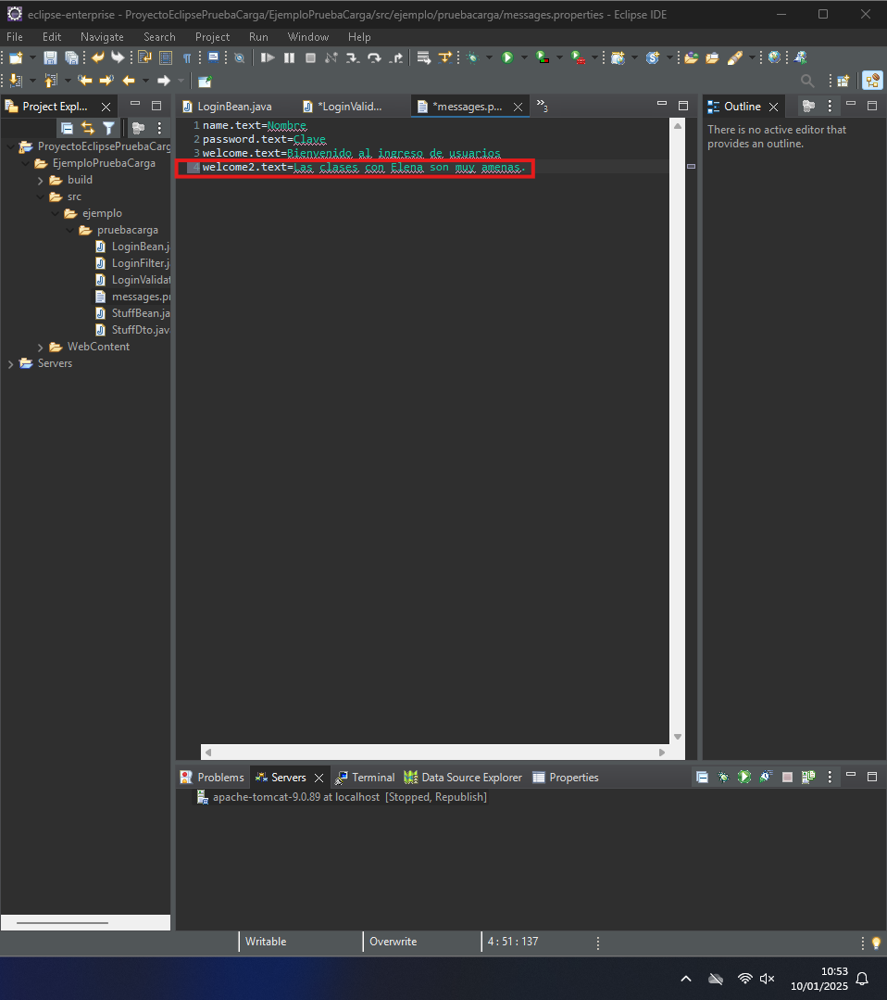 eclipse-enterprise - ProyectoEclipsePruebaCarga/EjemploPruebaCarga/src/ejemplo/pruebacarga/messages.properties - Eclipse IDE
File Edit Navigate Search Project Run Window Help
Project Expl...
LoginBean.java
*LoginValid...
*messages.p...
3
Outline
ProyectoEclipsePruebaCarg
EjemploPruebaCarga
build
src
ejemplo
pruebacarga
LoginBean.j
LoginFilter.j
LoginValidat
messages.p
StuffBean.ja
StuffDto.java
WebContent
Servers
1 name.text=Nombre
2 password.text=Clave
3 welcome.text=Bienvenido al ingreso de usuarios
4 welcome2.text=Las clases con Elena son muy amenas.
There is no active editor that
provides an outline.
Problems Servers Terminal Data Source Explorer Properties
apache-tomcat-9.0.89 at localhost [Stopped, Republish]
Writable Overwrite 4 : 51 : 137
10:53
10/01/2025